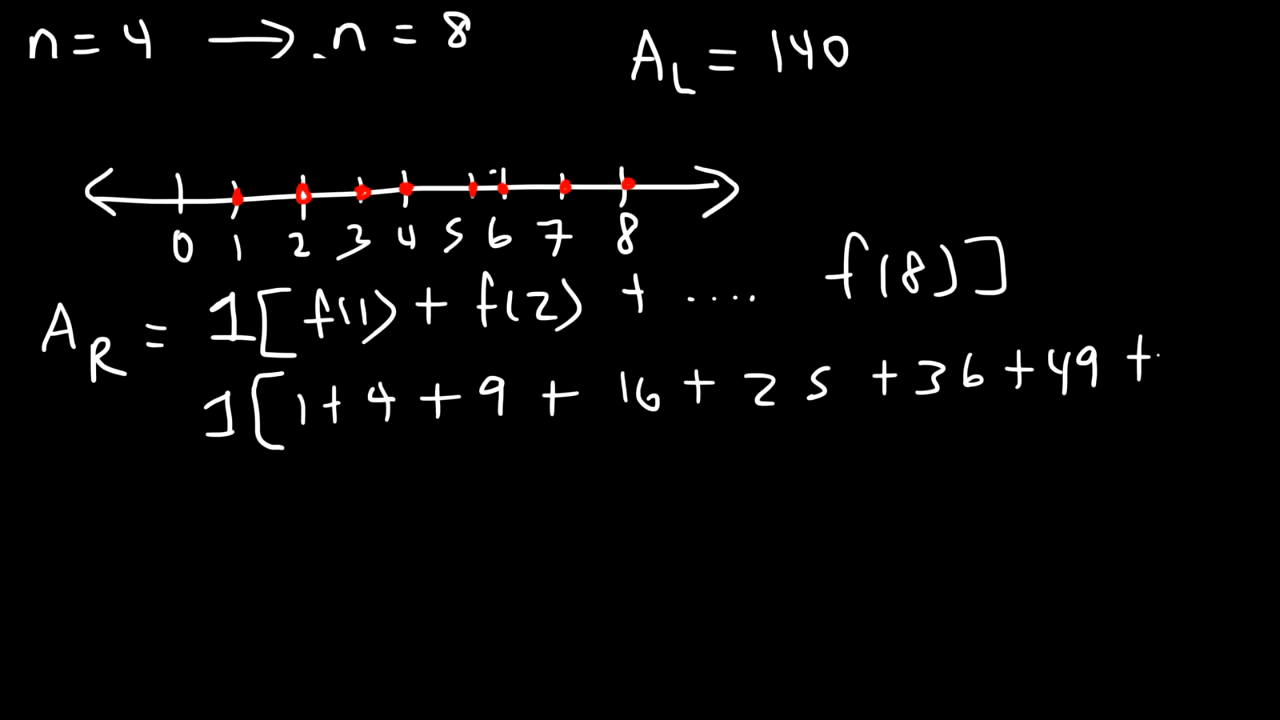 n = 4 → n = 8
A_L = 140
0 1 2 3 4 5 6 7 8
A_R = 1[f(1) + f(2) + .... f(8)]
1[1 + 4 + 9 + 16 + 25 + 36 + 49 +